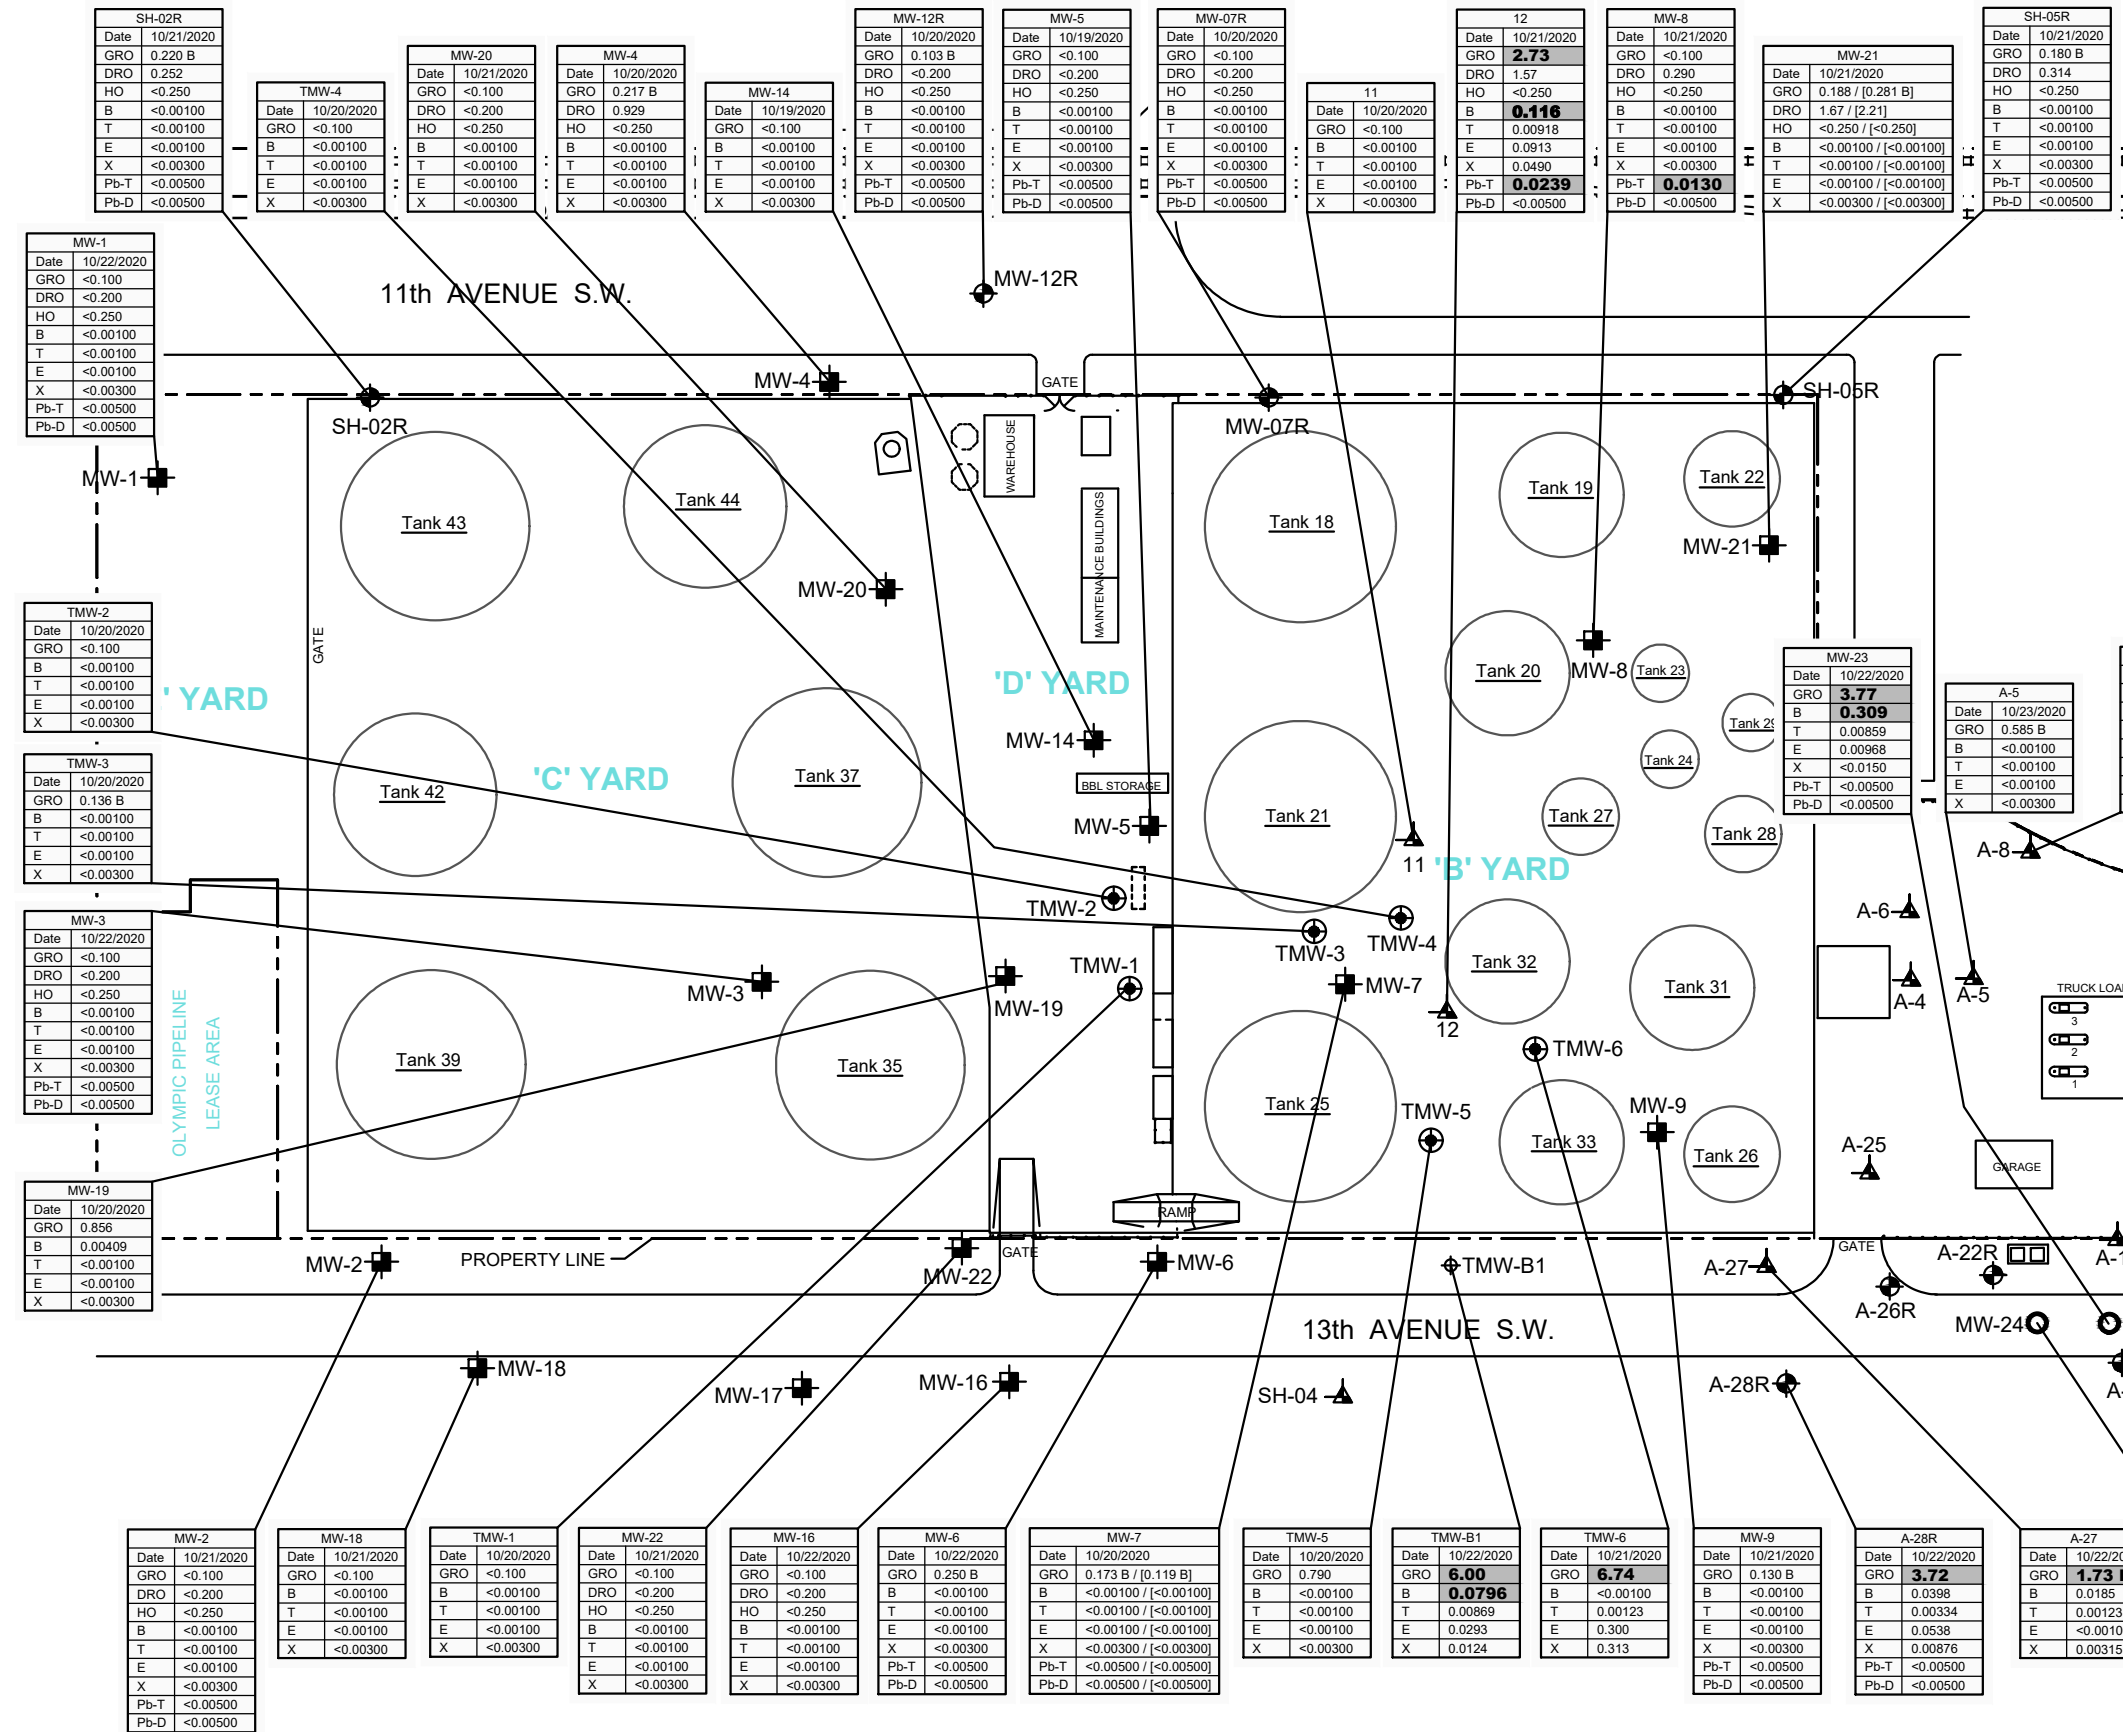 SH-02R
Date 10/21/2020
GRO 0.220 B
DRO 0.252
HO <0.250
B <0.00100
T <0.00100
E <0.00100
X <0.00300
Pb-T <0.00500
Pb-D <0.00500
TMW-4
Date 10/20/2020
GRO <0.100
B <0.00100
T <0.00100
E <0.00100
X <0.00300
MW-20
Date 10/21/2020
GRO <0.100
DRO <0.200
HO <0.250
B <0.00100
T <0.00100
E <0.00100
X <0.00300
MW-4
Date 10/20/2020
GRO 0.217 B
DRO 0.929
HO <0.250
B <0.00100
T <0.00100
E <0.00100
X <0.00300
MW-14
Date 10/19/2020
GRO <0.100
B <0.00100
T <0.00100
E <0.00100
X <0.00300
MW-12R
Date 10/20/2020
GRO 0.103 B
DRO <0.200
HO <0.250
B <0.00100
T <0.00100
E <0.00100
X <0.00300
Pb-T <0.00500
Pb-D <0.00500
MW-5
Date 10/19/2020
GRO <0.100
DRO <0.200
HO <0.250
B <0.00100
T <0.00100
E <0.00100
X <0.00300
Pb-T <0.00500
Pb-D <0.00500
MW-07R
Date 10/20/2020
GRO <0.100
DRO <0.200
HO <0.250
B <0.00100
T <0.00100
E <0.00100
X <0.00300
Pb-T <0.00500
Pb-D <0.00500
11
Date 10/20/2020
GRO <0.100
B <0.00100
T <0.00100
E <0.00100
X <0.00300
12
Date 10/21/2020
GRO 2.73
DRO 1.57
HO <0.250
B 0.116
T 0.00918
E 0.0913
X 0.0490
Pb-T 0.0239
Pb-D <0.00500
MW-8
Date 10/21/2020
GRO <0.100
DRO 0.290
HO <0.250
B <0.00100
T <0.00100
E <0.00100
X <0.00300
Pb-T 0.0130
Pb-D <0.00500
MW-21
Date 10/21/2020
GRO 0.188 / [0.281 B]
DRO 1.67 / [2.21]
HO <0.250 / [<0.250]
B <0.00100 / [<0.00100]
T <0.00100 / [<0.00100]
E <0.00100 / [<0.00100]
X <0.00300 / [<0.00300]
SH-05R
Date 10/21/2020
GRO 0.180 B
DRO 0.314
HO <0.250
B <0.00100
T <0.00100
E <0.00100
X <0.00300
Pb-T <0.00500
Pb-D <0.00500
MW-1
Date 10/22/2020
GRO <0.100
DRO <0.200
HO <0.250
B <0.00100
T <0.00100
E <0.00100
X <0.00300
Pb-T <0.00500
Pb-D <0.00500
11th AVENUE S.W.
MW-12R
MW-4
GATE
SH-02R
MW-07R
SH-05R
MW-1
WAREHOUSE
MAINTENANCE BUILDINGS
Tank 43
Tank 44
Tank 18
Tank 19
Tank 22
MW-21
MW-20
GATE
TMW-2
Date 10/20/2020
GRO <0.100
B <0.00100
T <0.00100
E <0.00100
X <0.00300
' YARD
'D' YARD
Tank 20
MW-8
Tank 23
Tank 29
Tank 24
MW-14
MW-23
Date 10/22/2020
GRO 3.77
B 0.309
T 0.00859
E 0.00968
X <0.0150
Pb-T <0.00500
Pb-D <0.00500
A-5
Date 10/23/2020
GRO 0.585 B
B <0.00100
T <0.00100
E <0.00100
X <0.00300
TMW-3
Date 10/20/2020
GRO 0.136 B
B <0.00100
T <0.00100
E <0.00100
X <0.00300
Tank 42
'C' YARD
Tank 37
BBL STORAGE
MW-5
Tank 21
11
'B' YARD
Tank 27
Tank 28
A-8
A-6
TMW-2
TMW-3
TMW-4
MW-3
Date 10/22/2020
GRO <0.100
DRO <0.200
HO <0.250
B <0.00100
T <0.00100
E <0.00100
X <0.00300
Pb-T <0.00500
Pb-D <0.00500
OLYMPIC PIPELINE
LEASE AREA
MW-3
MW-19
TMW-1
MW-7
Tank 32
12
Tank 31
A-4
A-5
TRUCK LOA
3
2
1
Tank 39
Tank 35
Tank 25
TMW-6
TMW-5
MW-9
Tank 33
Tank 26
A-25
GARAGE
MW-19
Date 10/20/2020
GRO 0.856
B 0.00409
T <0.00100
E <0.00100
X <0.00300
RAMP
MW-2
PROPERTY LINE
MW-22
GATE
MW-6
TMW-B1
A-27
GATE
A-22R
A-1
A-26R
MW-24
13th AVENUE S.W.
MW-18
MW-17
MW-16
SH-04
A-28R
A-
MW-2
Date 10/21/2020
GRO <0.100
DRO <0.200
HO <0.250
B <0.00100
T <0.00100
E <0.00100
X <0.00300
Pb-T <0.00500
Pb-D <0.00500
MW-18
Date 10/21/2020
GRO <0.100
B <0.00100
T <0.00100
E <0.00100
X <0.00300
TMW-1
Date 10/20/2020
GRO <0.100
B <0.00100
T <0.00100
E <0.00100
X <0.00300
MW-22
Date 10/21/2020
GRO <0.100
DRO <0.200
HO <0.250
B <0.00100
T <0.00100
E <0.00100
X <0.00300
MW-16
Date 10/22/2020
GRO <0.100
DRO <0.200
HO <0.250
B <0.00100
T <0.00100
E <0.00100
X <0.00300
MW-6
Date 10/22/2020
GRO 0.250 B
B <0.00100
T <0.00100
E <0.00100
X <0.00300
Pb-T <0.00500
Pb-D <0.00500
MW-7
Date 10/20/2020
GRO 0.173 B / [0.119 B]
B <0.00100 / [<0.00100]
T <0.00100 / [<0.00100]
E <0.00100 / [<0.00100]
X <0.00300 / [<0.00300]
Pb-T <0.00500 / [<0.00500]
Pb-D <0.00500 / [<0.00500]
TMW-5
Date 10/20/2020
GRO 0.790
B <0.00100
T <0.00100
E <0.00100
X <0.00300
TMW-B1
Date 10/22/2020
GRO 6.00
B 0.0796
T 0.00869
E 0.0293
X 0.0124
TMW-6
Date 10/21/2020
GRO 6.74
B <0.00100
T 0.00123
E 0.300
X 0.313
MW-9
Date 10/21/2020
GRO 0.130 B
B <0.00100
T <0.00100
E <0.00100
X <0.00300
Pb-T <0.00500
Pb-D <0.00500
A-28R
Date 10/22/2020
GRO 3.72
B 0.0398
T 0.00334
E 0.0538
X 0.00876
Pb-T <0.00500
Pb-D <0.00500
A-27
Date 10/22/20
GRO 1.73
B 0.0185
T 0.00123
E <0.0010
X 0.00315